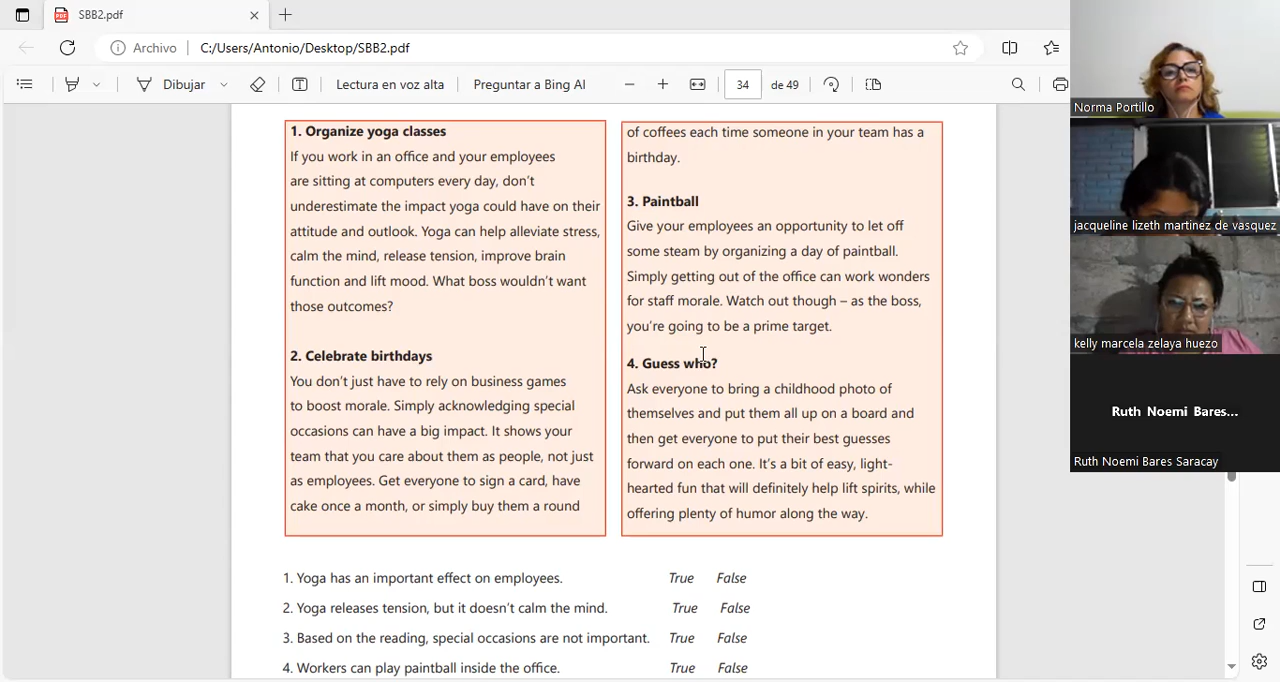 SBB2.pdf
Archivo
C:/Users/Antonio/Desktop/SBB2.pdf
Dibujar
Lectura en voz alta
Preguntar a Bing AI
34
de 49
1. Organize yoga classes
If you work in an office and your employees
are sitting at computers every day, don't
underestimate the impact yoga could have on their
attitude and outlook. Yoga can help alleviate stress,
calm the mind, release tension, improve brain
function and lift mood. What boss wouldn't want
those outcomes?
2. Celebrate birthdays
You don't just have to rely on business games
to boost morale. Simply acknowledging special
occasions can have a big impact. It shows your
team that you care about them as people, not just
as employees. Get everyone to sign a card, have
cake once a month, or simply buy them a round
of coffees each time someone in your team has a
birthday.
3. Paintball
Give your employees an opportunity to let off
some steam by organizing a day of paintball.
Simply getting out of the office can work wonders
for staff morale. Watch out though – as the boss,
you're going to be a prime target.
4. Guess who?
Ask everyone to bring a childhood photo of
themselves and put them all up on a board and
then get everyone to put their best guesses
forward on each one. It's a bit of easy, light-
hearted fun that will definitely help lift spirits, while
offering plenty of humor along the way.
1. Yoga has an important effect on employees. True False
2. Yoga releases tension, but it doesn't calm the mind. True False
3. Based on the reading, special occasions are not important. True False
4. Workers can play paintball inside the office. True False
Norma Portillo
jacqueline lizeth martinez de vasquez
kelly marcela zelaya huezo
Ruth Noemi Bares...
Ruth Noemi Bares Saracay